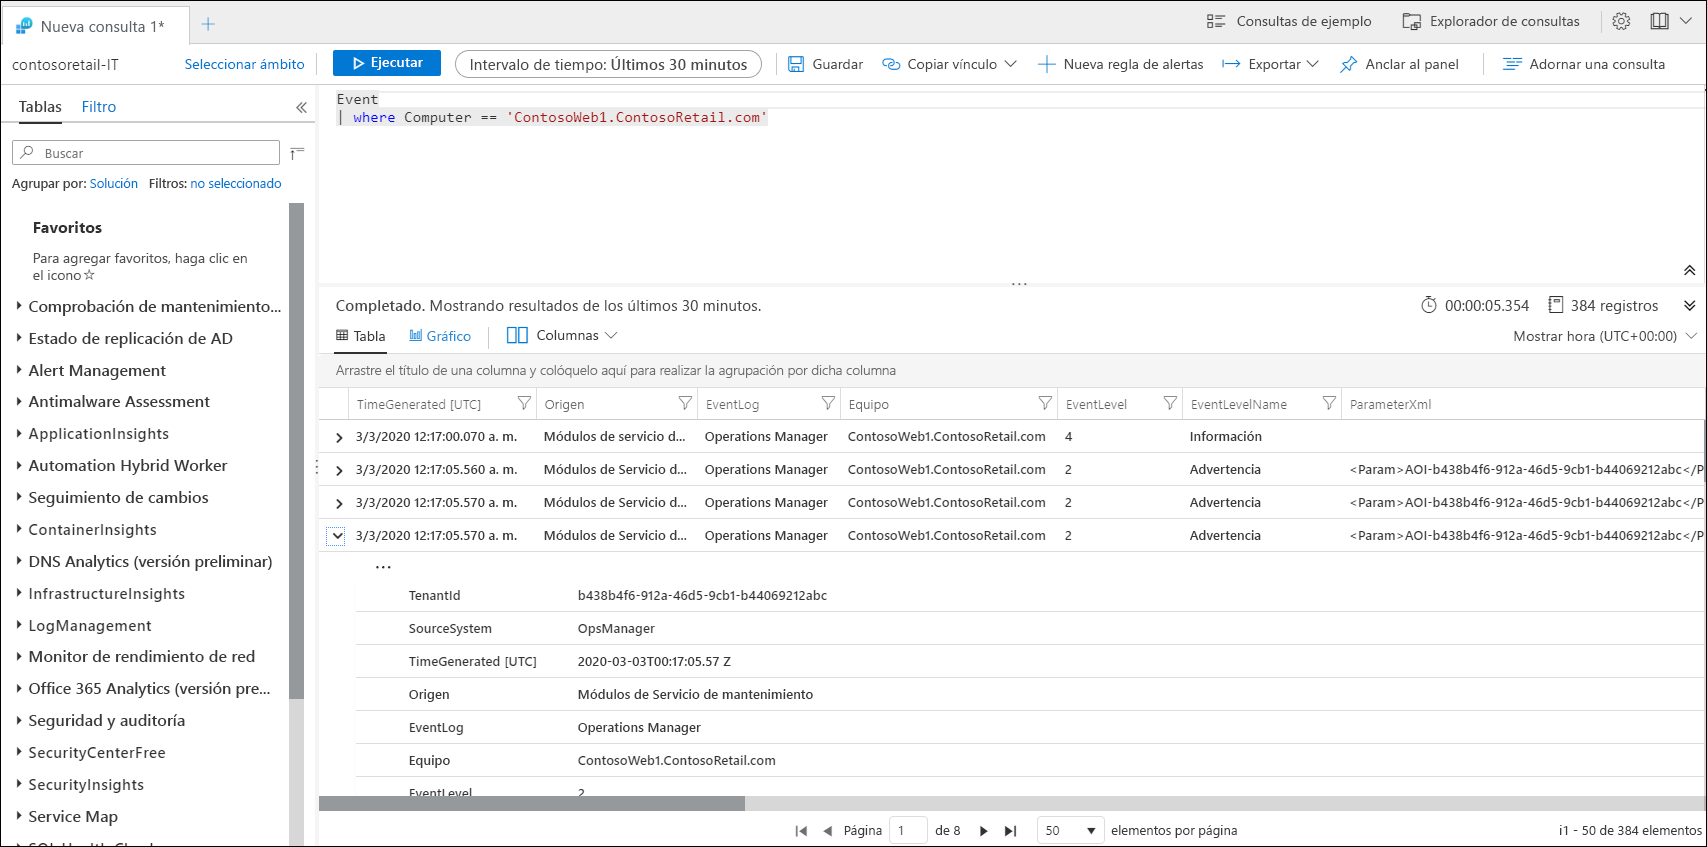 Nueva consulta 1*
Consultas de ejemplo
Explorador de consultas
contosoretail-IT
Seleccionar ámbito
Ejecutar
Intervalo de tiempo: Últimos 30 minutos
Guardar
Copiar vínculo
Nueva regla de alertas
Exportar
Anclar al panel
Adornar una consulta
Tablas
Filtro
Buscar
Agrupar por: Solución
Filtros: no seleccionado
Favoritos
Para agregar favoritos, haga clic en
el icono☆
Comprobación de mantenimiento...
Estado de replicación de AD
Alert Management
Antimalware Assessment
ApplicationInsights
Automation Hybrid Worker
Seguimiento de cambios
ContainerInsights
DNS Analytics (versión preliminar)
InfrastructureInsights
LogManagement
Monitor de rendimiento de red
Office 365 Analytics (versión pre...
Seguridad y auditoría
SecurityCenterFree
SecurityInsights
Service Map
Event
| where Computer == 'ContosoWeb1.ContosoRetail.com'
...
Completado. Mostrando resultados de los últimos 30 minutos.
00:00:05.354
384 registros
Tabla
Gráfico
Columnas
Mostrar hora (UTC+00:00)
Arrastre el título de una columna y colóquelo aquí para realizar la agrupación por dicha columna
TimeGenerated [UTC] Origen EventLog Equipo EventLevel EventLevelName ParameterXml
3/3/2020 12:17:00.070 a. m. Módulos de servicio d... Operations Manager ContosoWeb1.ContosoRetail.com 4 Información
3/3/2020 12:17:05.560 a. m. Módulos de Servicio d... Operations Manager ContosoWeb1.ContosoRetail.com 2 Advertencia <Param>AOI-b438b4f6-912a-46d5-9cb1-b44069212abc</P
3/3/2020 12:17:05.570 a. m. Módulos de Servicio d... Operations Manager ContosoWeb1.ContosoRetail.com 2 Advertencia <Param>AOI-b438b4f6-912a-46d5-9cb1-b44069212abc</P
3/3/2020 12:17:05.570 a. m. Módulos de Servicio d... Operations Manager ContosoWeb1.ContosoRetail.com 2 Advertencia <Param>AOI-b438b4f6-912a-46d5-9cb1-b44069212abc</P
...
TenantId b438b4f6-912a-46d5-9cb1-b44069212abc
SourceSystem OpsManager
TimeGenerated [UTC] 2020-03-03T00:17:05.57 Z
Origen Módulos de Servicio de mantenimiento
EventLog Operations Manager
Equipo ContosoWeb1.ContosoRetail.com
EventLevel 2
Página 1 de 8
50 elementos por página
i1 - 50 de 384 elementos